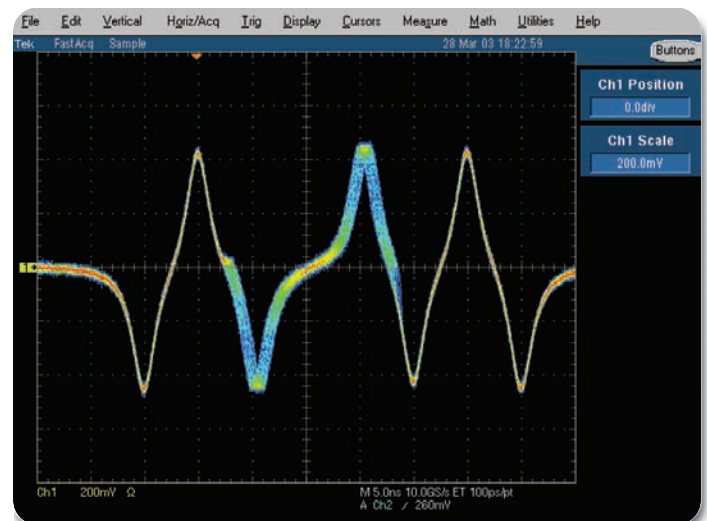 File Edit Vertical Horiz/Acq Trig Display Cursors Measure Math Utilities Help
Tek FastAcq Sample 28 Mar 03 18:22:59 Buttons
Ch1 Position
0.0div
Ch1 Scale
200.0mV
1
Ch1 200mV Ω M 5.0ns 10.0GS/s ET 100ps/pt
A Ch2 ∕ 260mV